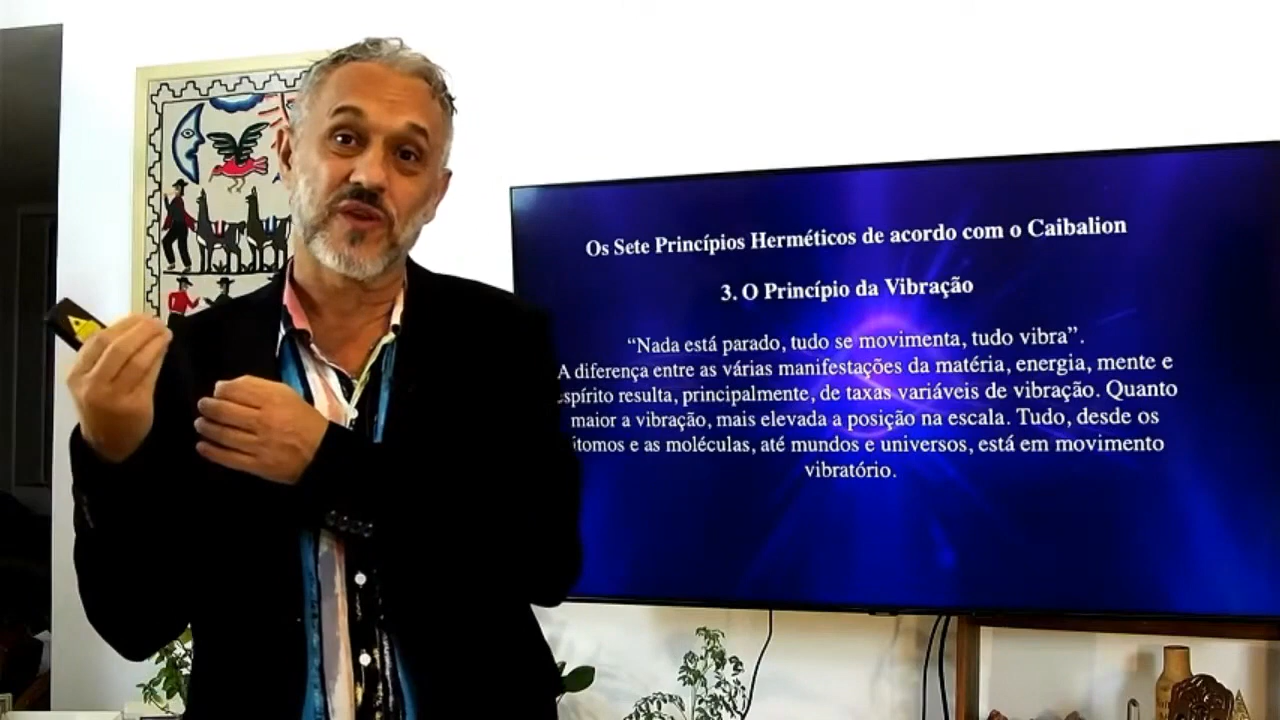 Os Sete Princípios Herméticos de acordo com o Caibalion
3. O Princípio da Vibração
“Nada está parado, tudo se movimenta, tudo vibra”.
A diferença entre as várias manifestações da matéria, energia, mente e
spírito resulta, principalmente, de taxas variáveis de vibração. Quanto
maior a vibração, mais elevada a posição na escala. Tudo, desde os
tomos e as moléculas, até mundos e universos, está em movimento
vibratório.